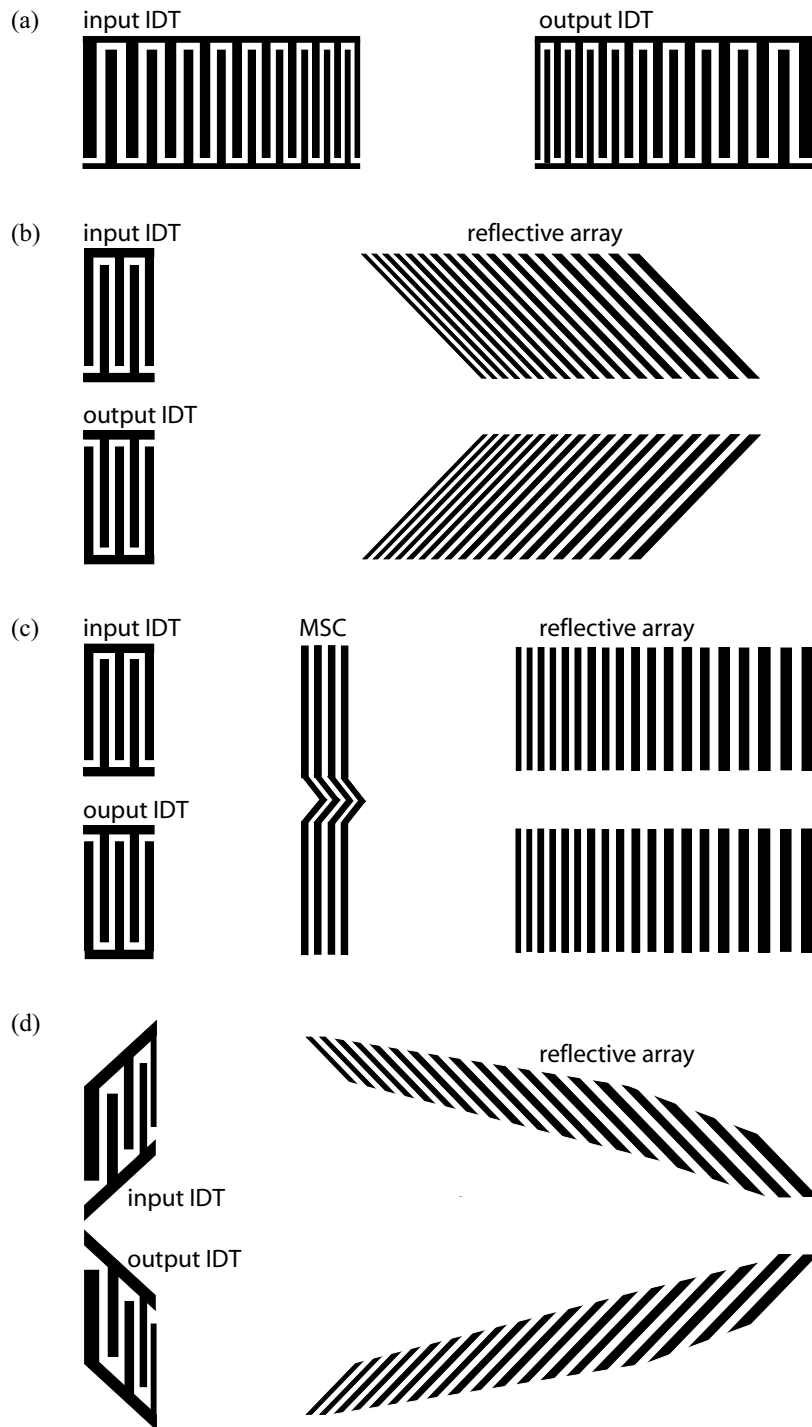 (a)
input IDT
output IDT
(b)
input IDT
reflective array
output IDT
(c)
input IDT
MSC
reflective array
ouput IDT
(d)
reflective array
input IDT
output IDT